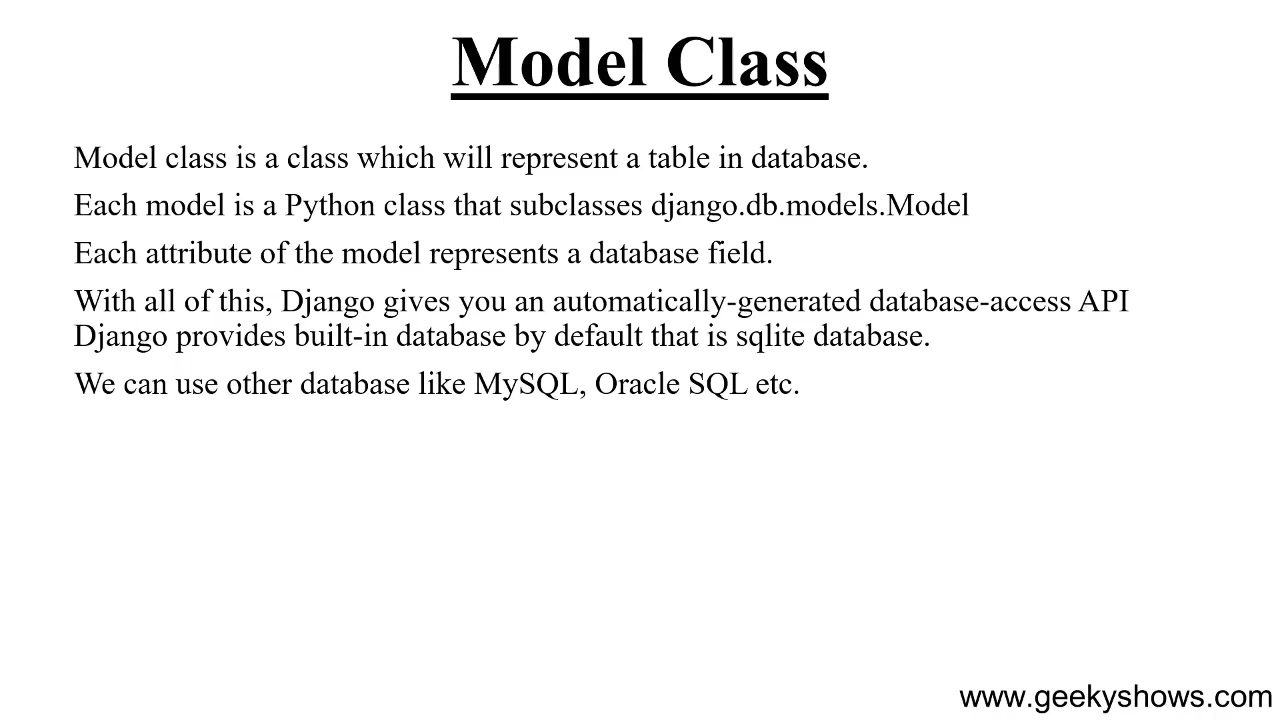 Model Class
Model class is a class which will represent a table in database.
Each model is a Python class that subclasses django.db.models.Model
Each attribute of the model represents a database field.
With all of this, Django gives you an automatically-generated database-access API
Django provides built-in database by default that is sqlite database.
We can use other database like MySQL, Oracle SQL etc.
www.geekyshows.com